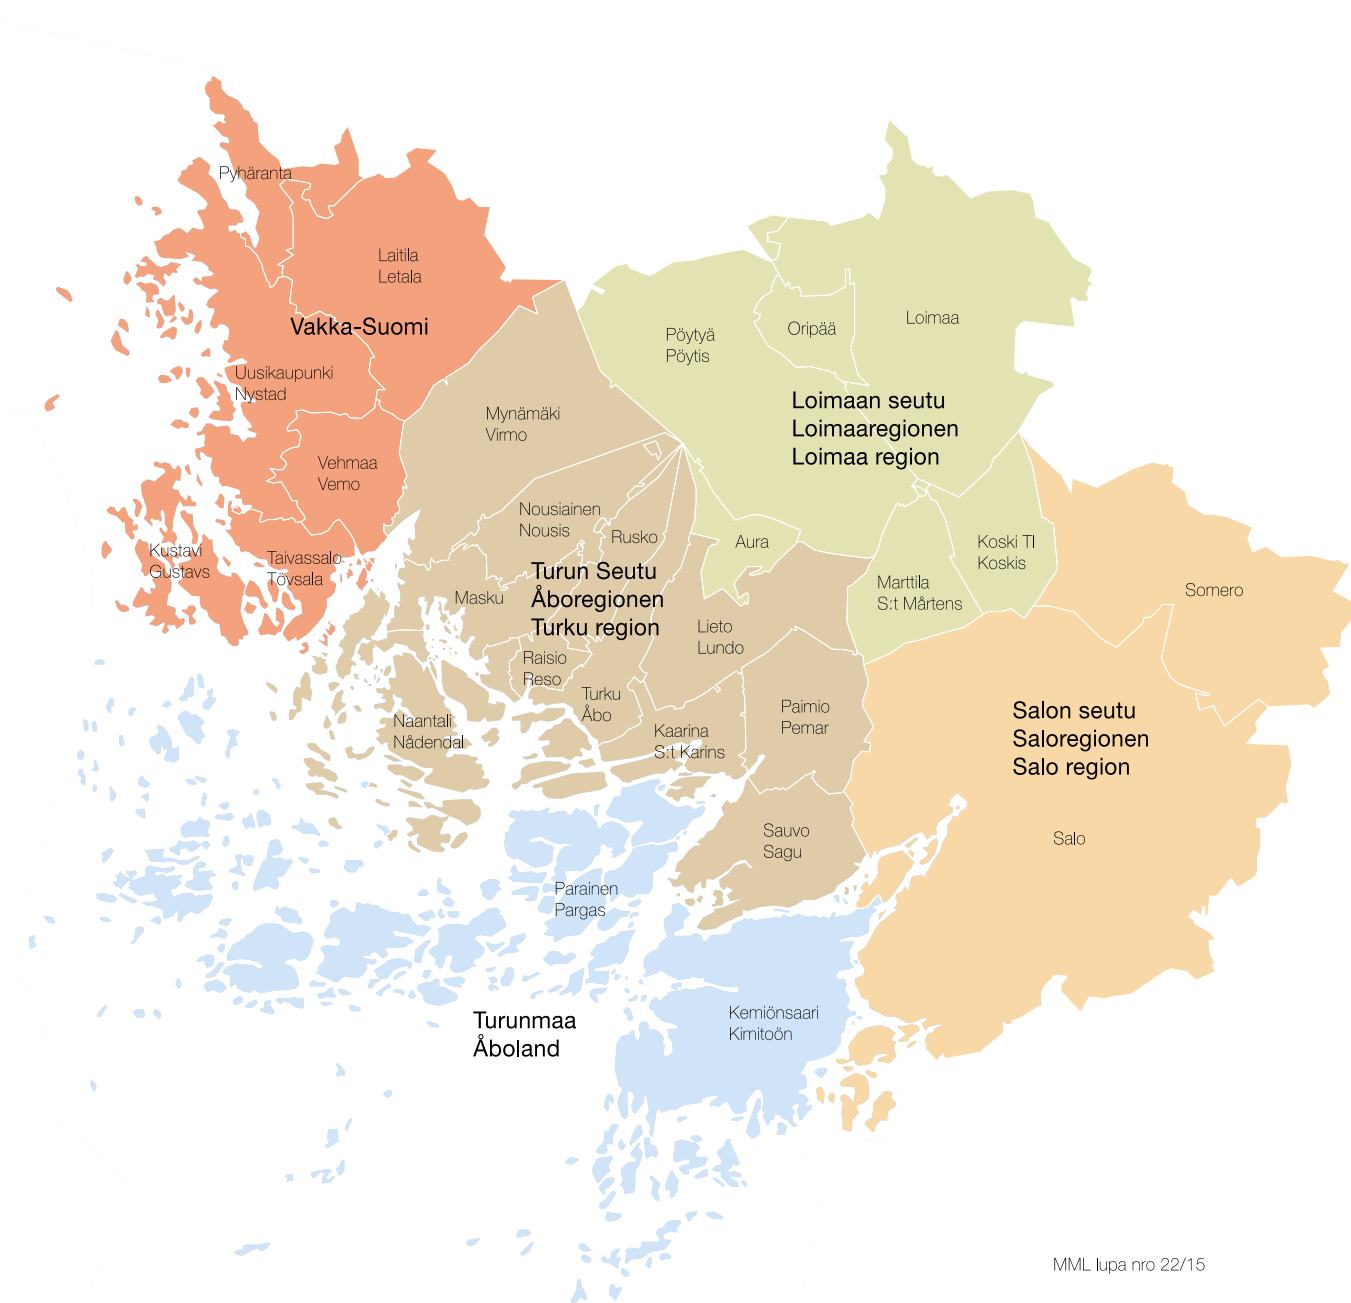 Pyhäranta
Laitila
Letala
Vakka-Suomi
Uusikaupunki
Nystad
Vehmaa
Vemo
Kustavi
Gustavs
Taivassalo
Tövsala
Mynämäki
Virmo
Nousiainen
Nousis
Rusko
Turun Seutu
Åboregionen
Turku region
Masku
Raisio
Reso
Turku
Åbo
Naantali
Nådendal
Lieto
Lundo
Kaarina
S:t Karins
Paimio
Pemar
Sauvo
Sagu
Pöytyä
Pöytis
Oripää
Loimaa
Loimaan seutu
Loimaaregionen
Loimaa region
Aura
Marttila
S:t Mårtens
Koski Tl
Koskis
Somero
Salon seutu
Saloregionen
Salo region
Salo
Parainen
Pargas
Turunmaa
Åboland
Kemiönsaari
Kimitoön
MML lupa nro 22/15